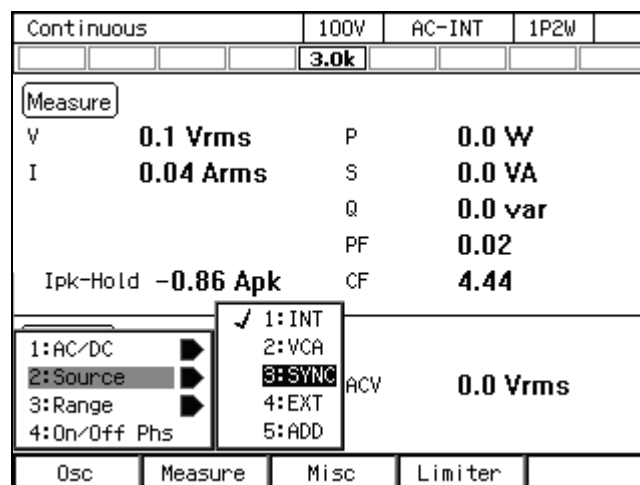 Continuous 100V AC-INT 1P2W
3.0k
Measure
V 0.1 Vrms P 0.0 W
I 0.04 Arms S 0.0 VA
Q 0.0 var
PF 0.02
Ipk-Hold -0.86 Apk CF 4.44
1:AC/DC
2:Source
3:Range
4:On/Off Phs
✓ 1:INT
2:VCA
3:SYNC
4:EXT
5:ADD
ACV 0.0 Vrms
Osc Measure Misc Limiter